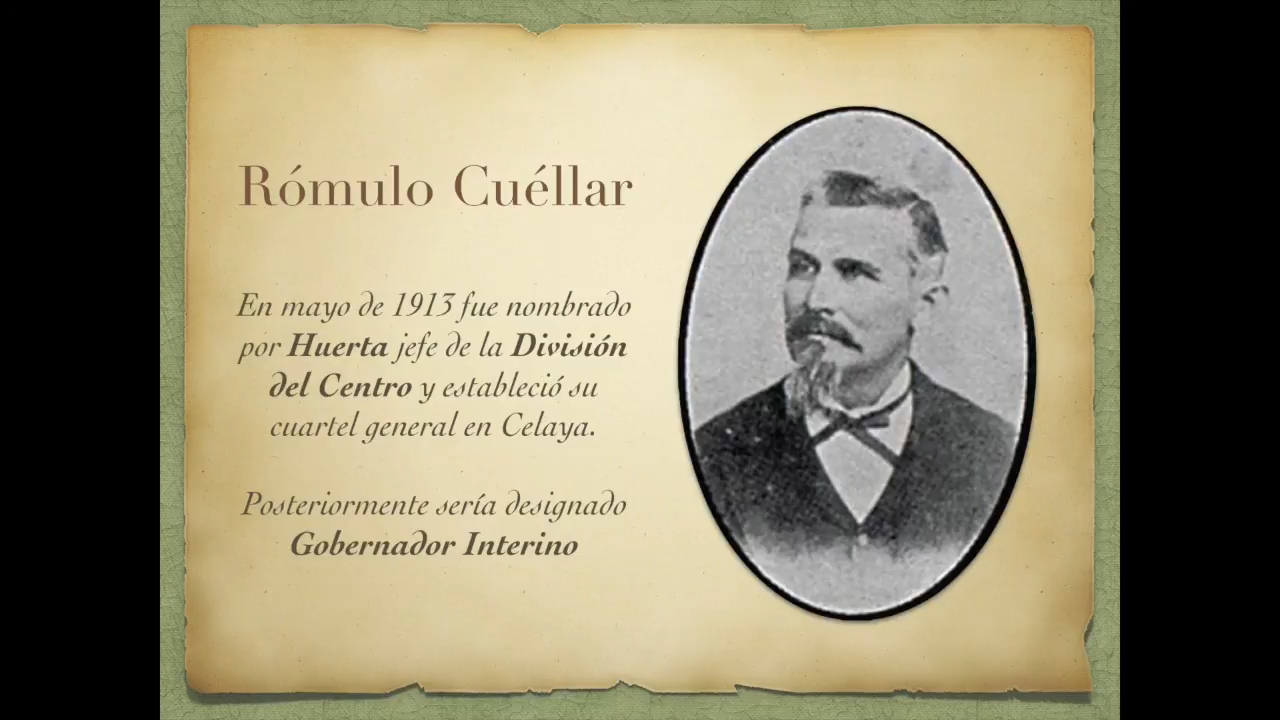 Rómulo Cuéllar
En mayo de 1913 fue nombrado
por Huerta jefe de la División
del Centro y estableció su
cuartel general en Celaya.
Posteriormente sería designado
Gobernador Interino